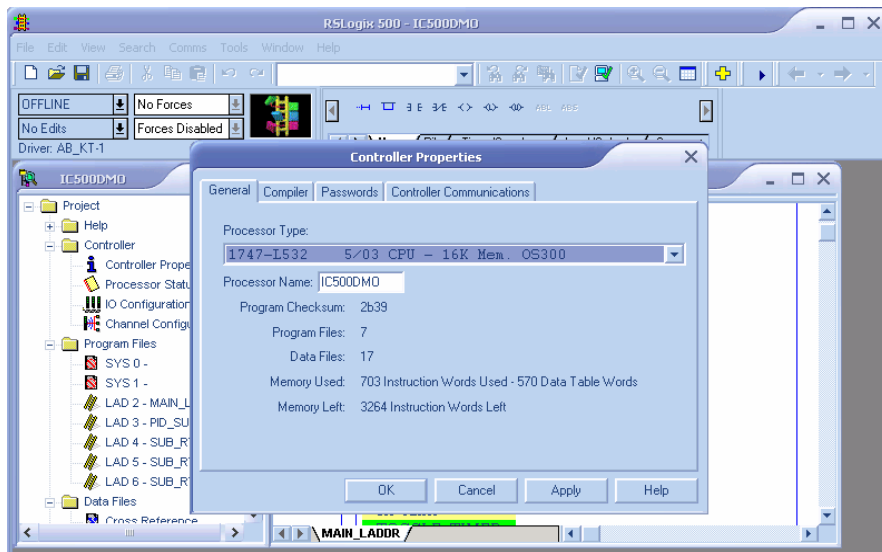 RSLogix 500 - IC500DMO
File Edit View Search Comms Tools Window Help
OFFLINE No Forces
No Edits Forces Disabled
ABL ABS
Driver: AB_KT-1
Controller Properties
IC500DMO
General Compiler Passwords Controller Communications
Project
Help
Controller
Controller Prope
Processor Statu
IO Configuration
Channel Configu
Program Files
SYS 0 -
SYS 1 -
LAD 2 - MAIN_L
LAD 3 - PID_SU
LAD 4 - SUB_R
LAD 5 - SUB_R
LAD 6 - SUB_R
Data Files
Cross Reference
Processor Type:
1747-L532 5/03 CPU - 16K Mem. OS300
Processor Name: IC500DMO
Program Checksum: 2b39
Program Files: 7
Data Files: 17
Memory Used: 703 Instruction Words Used - 570 Data Table Words
Memory Left: 3264 Instruction Words Left
OK Cancel Apply Help
MAIN_LADDR